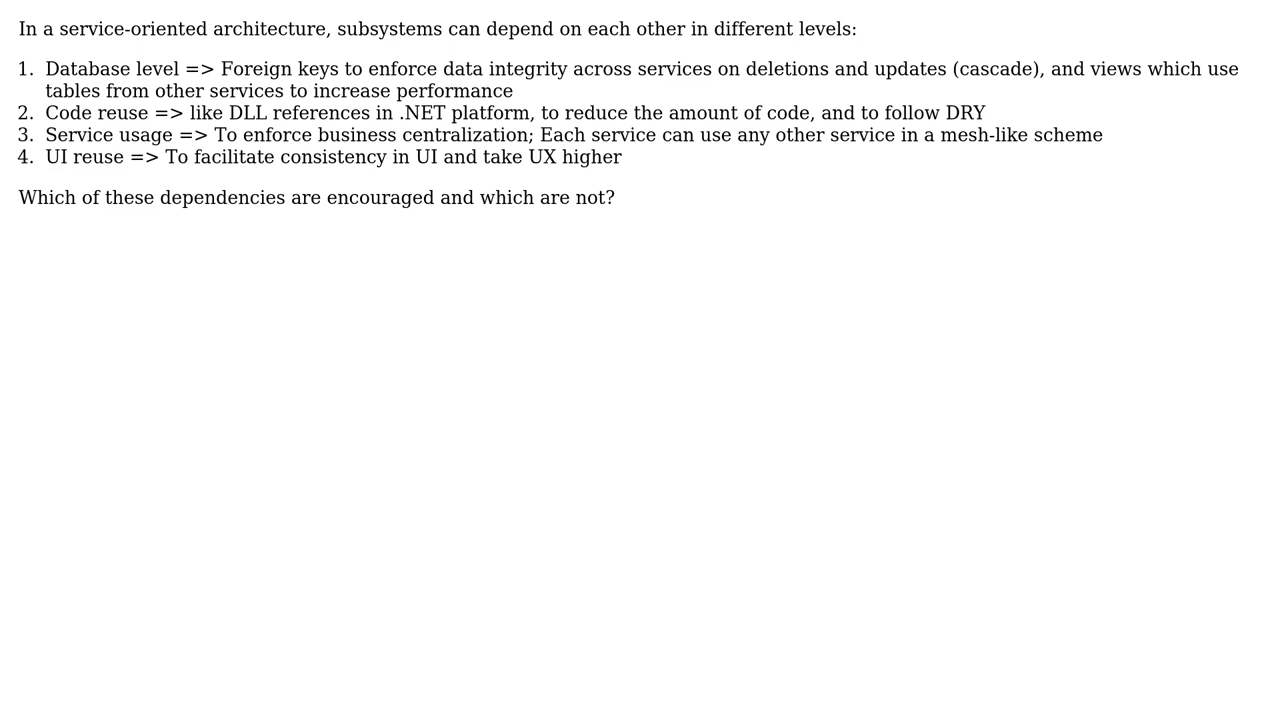 In a service-oriented architecture, subsystems can depend on each other in different levels:
1. Database level => Foreign keys to enforce data integrity across services on deletions and updates (cascade), and views which use
tables from other services to increase performance
2. Code reuse => like DLL references in .NET platform, to reduce the amount of code, and to follow DRY
3. Service usage => To enforce business centralization; Each service can use any other service in a mesh-like scheme
4. UI reuse => To facilitate consistency in UI and take UX higher
Which of these dependencies are encouraged and which are not?